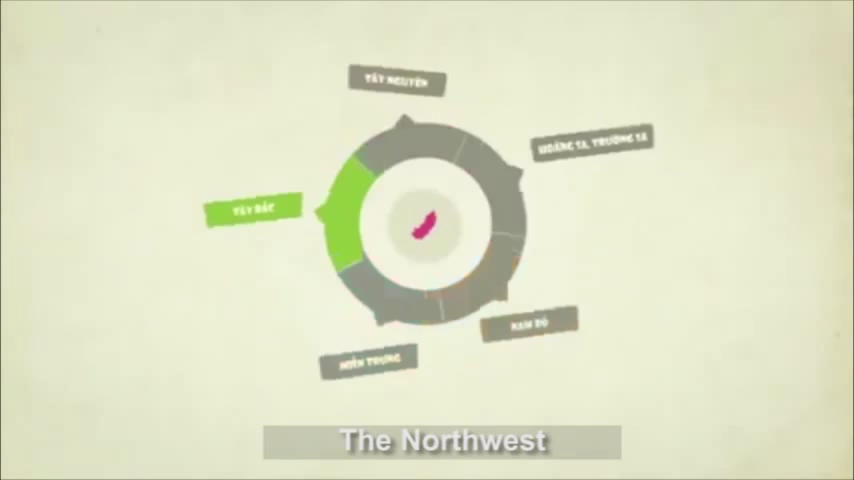 TÂY NGUYÊN
HOÀNG SA, TRƯỜNG SA
TÂY BẮC
NAM BỘ
MIỀN TRUNG
The Northwest